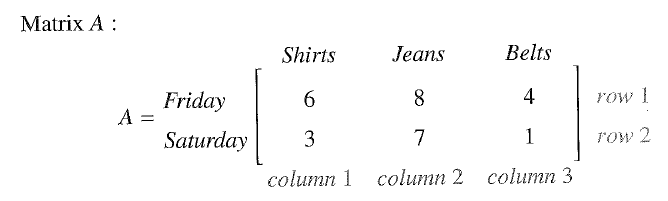 Matrix A :
Shirts Jeans Belts
Friday 6 8 4 row 1
A =
Saturday 3 7 1 row 2
column 1 column 2 column 3